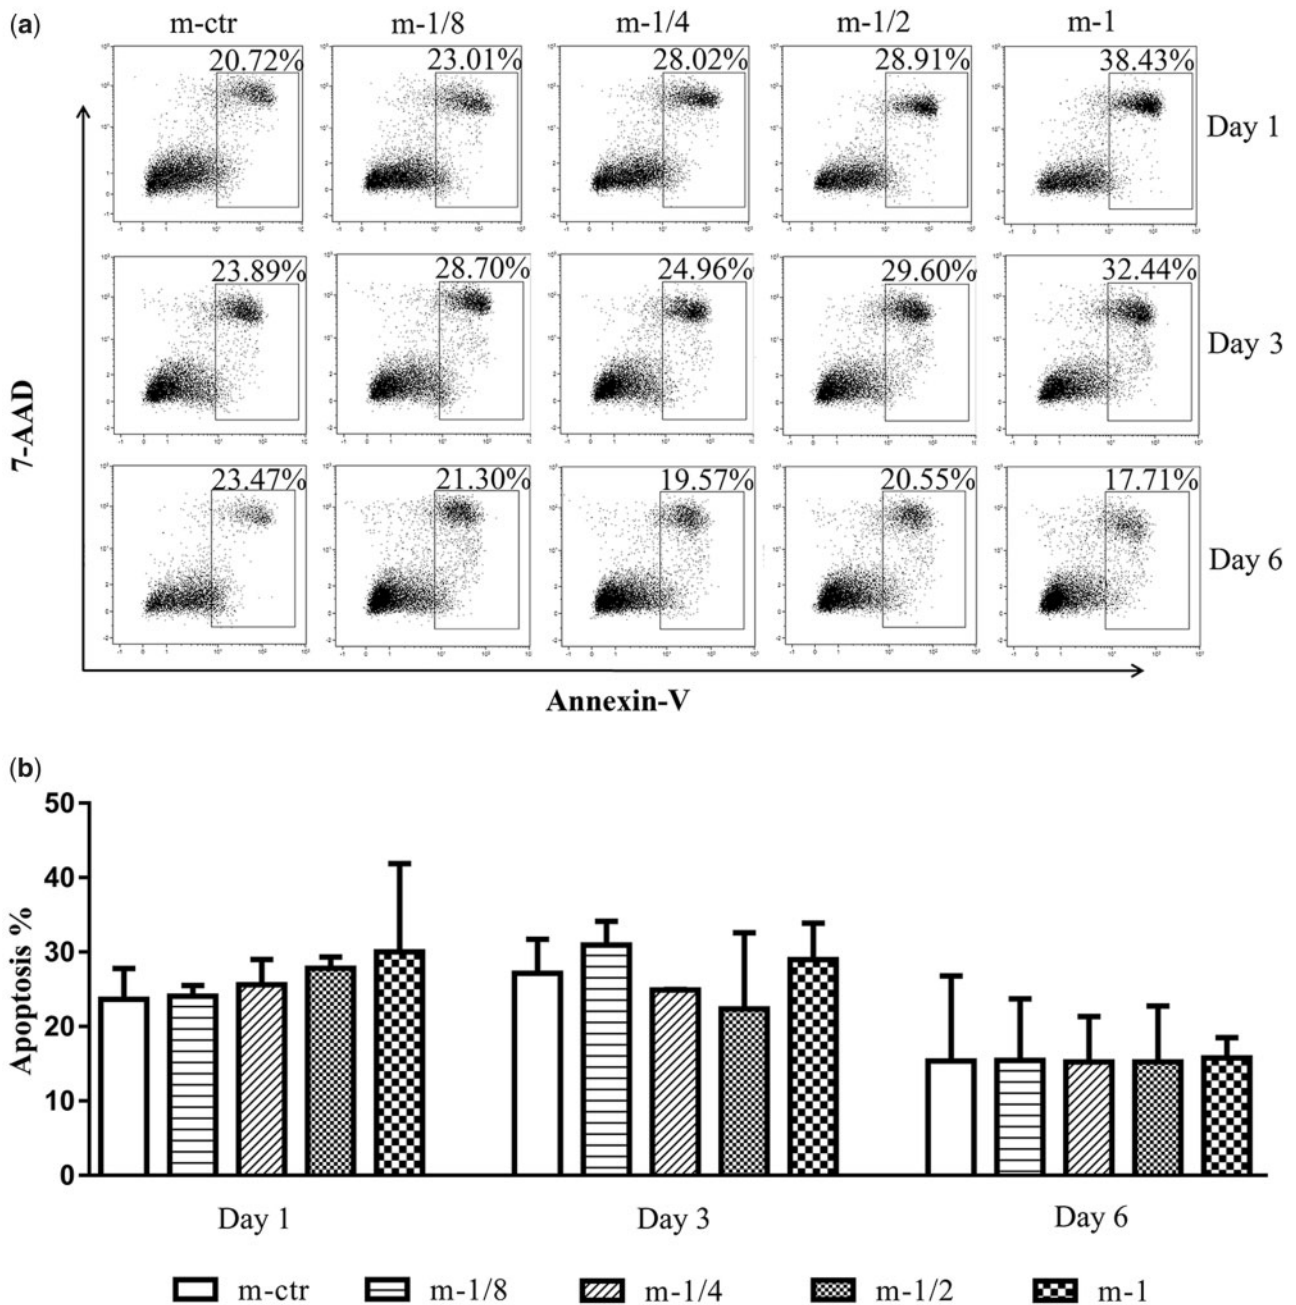 (a)
m-ctr m-1/8 m-1/4 m-1/2 m-1
20.72% 23.01% 28.02% 28.91% 38.43%
Day 1
23.89% 28.70% 24.96% 29.60% 32.44%
Day 3
7-AAD
23.47% 21.30% 19.57% 20.55% 17.71%
Day 6
Annexin-V
(b)
50
40
30
20
10
0
Apoptosis %
Day 1 Day 3 Day 6
m-ctr m-1/8 m-1/4 m-1/2 m-1